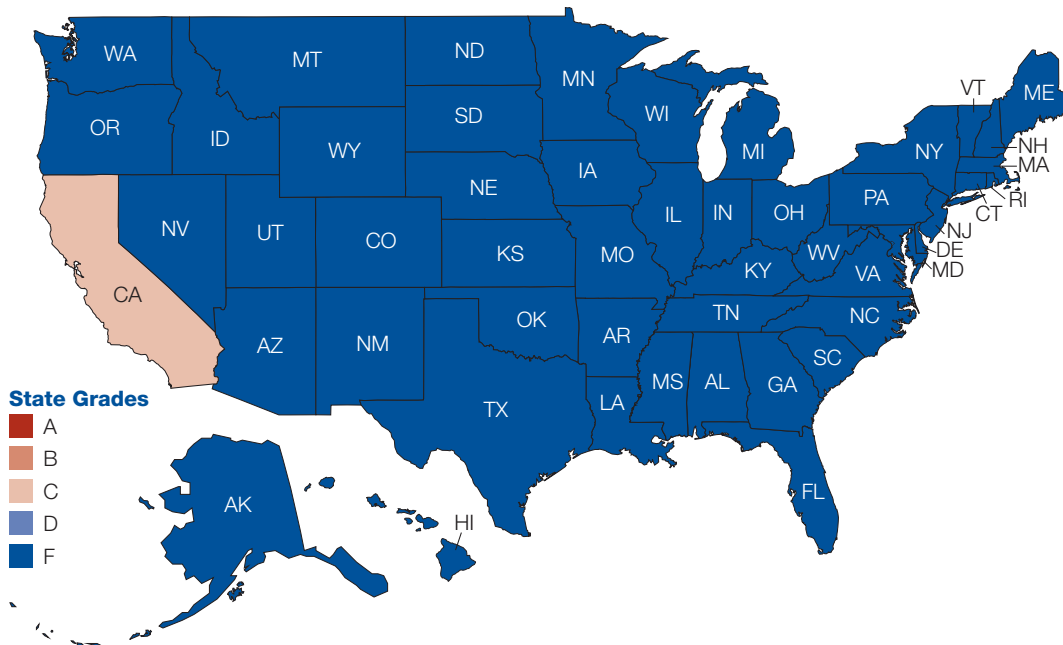 WA
MT
ND
MN
VT
ME
OR
ID
SD
WI
WY
MI
NY
NH
MA
IA
NE
PA
RI
CT
NV
UT
CO
IL
IN
OH
NJ
KS
MO
WV
DE
KY
VA
MD
CA
TN
NC
OK
AR
AZ
NM
SC
MS
AL
GA
LA
TX
State Grades
A
B
C
D
F
FL
AK
HI